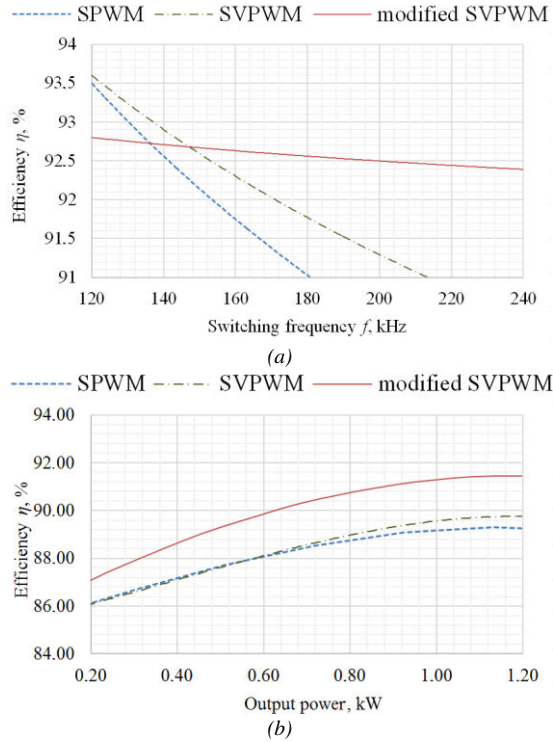 SPWM SVPWM modified SVPWM
94
93.5
93
92.5
92
91.5
91
Efficiency η, %
120 140 160 180 200 220 240
Switching frequency f, kHz
(a)
SPWM SVPWM modified SVPWM
94.00
92.00
90.00
88.00
86.00
84.00
Efficiency η, %
0.20 0.40 0.60 0.80 1.00 1.20
Output power, kW
(b)